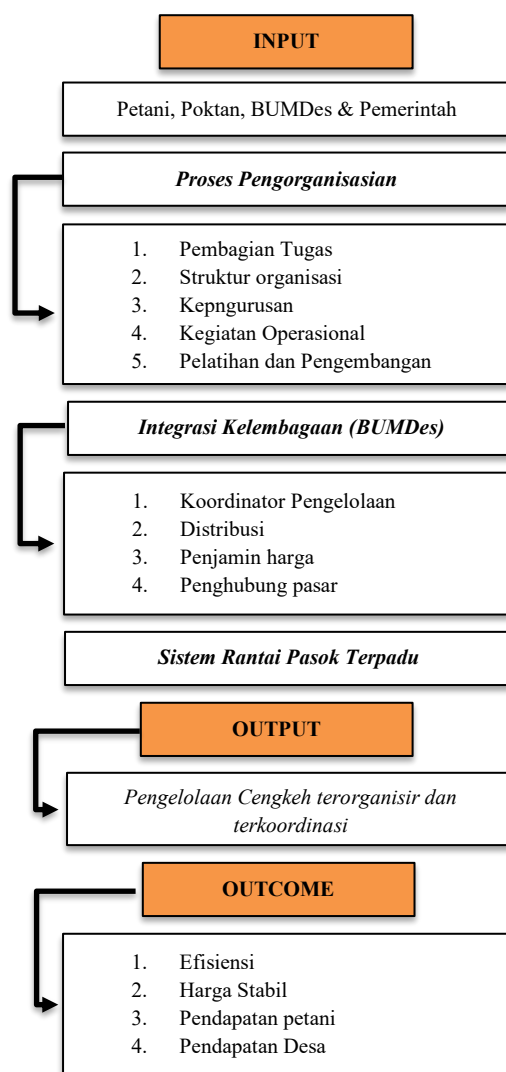 INPUT
Petani, Poktan, BUMDes & Pemerintah
Proses Pengorganisasian
1. Pembagian Tugas
2. Struktur organisasi
3. Kepngurusan
4. Kegiatan Operasional
5. Pelatihan dan Pengembangan
Integrasi Kelembagaan (BUMDes)
1. Koordinator Pengelolaan
2. Distribusi
3. Penjamin harga
4. Penghubung pasar
Sistem Rantai Pasok Terpadu
OUTPUT
Pengelolaan Cengkeh terorganisir dan
terkoordinasi
OUTCOME
1. Efisiensi
2. Harga Stabil
3. Pendapatan petani
4. Pendapatan Desa